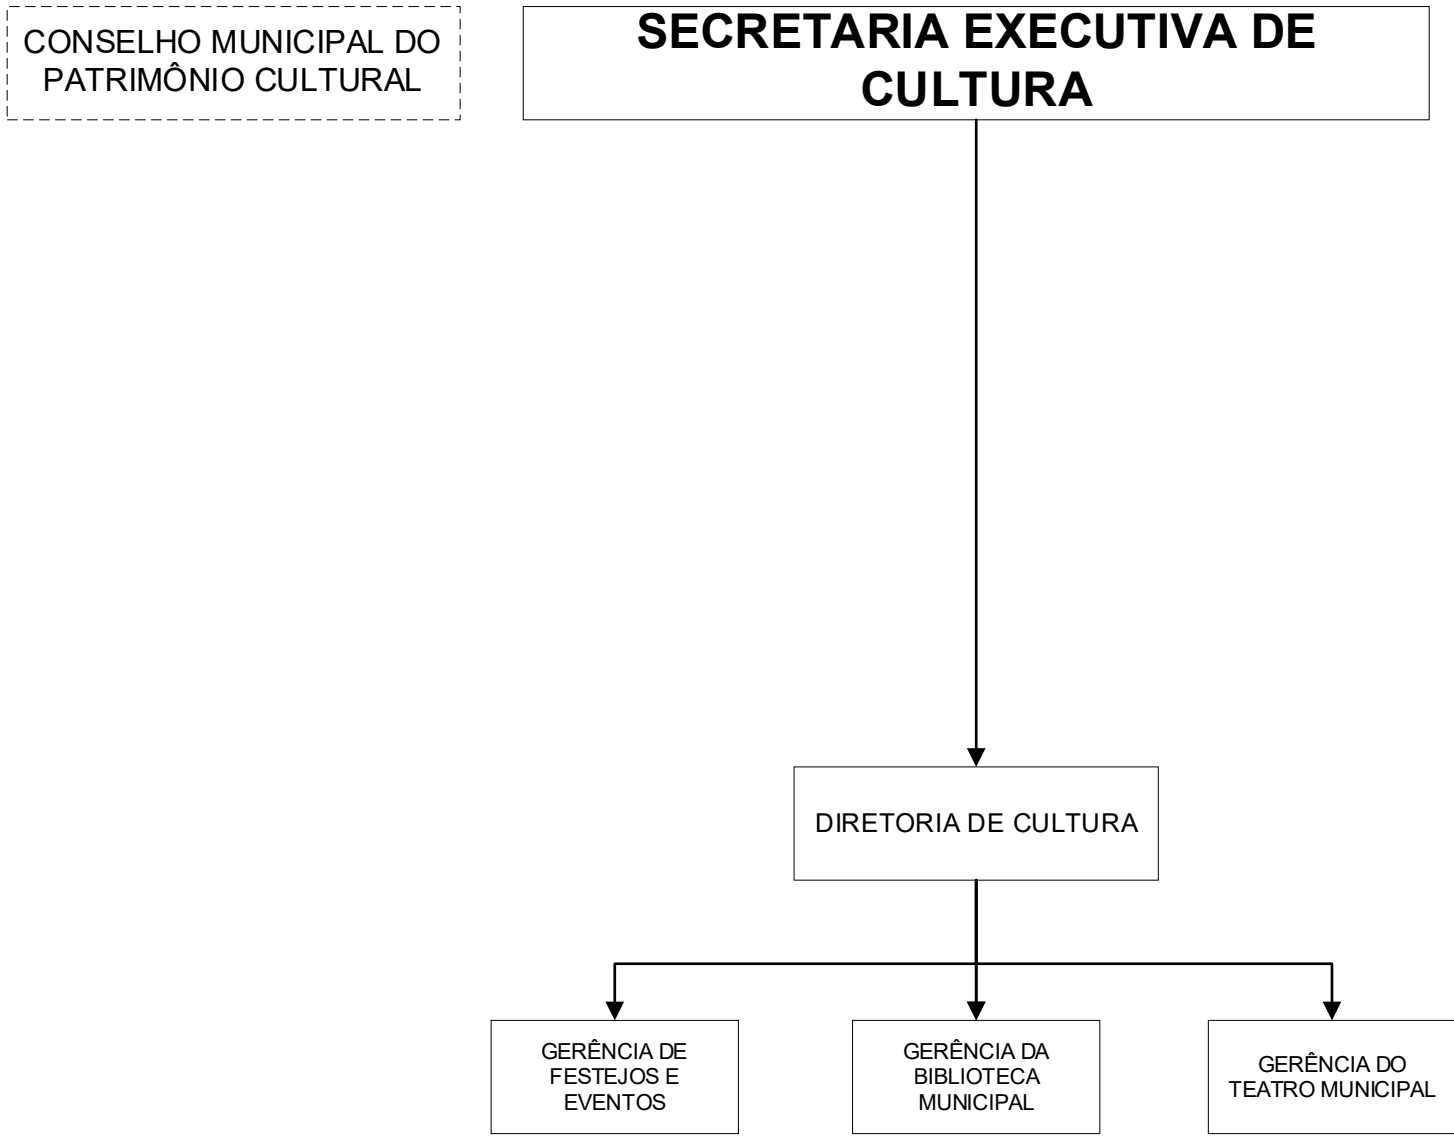 CONSELHO MUNICIPAL DO
PATRIMÔNIO CULTURAL
SECRETARIA EXECUTIVA DE
CULTURA
DIRETORIA DE CULTURA
GERÊNCIA DE
FESTEJOS E
EVENTOS
GERÊNCIA DA
BIBLIOTECA
MUNICIPAL
GERÊNCIA DO
TEATRO MUNICIPAL